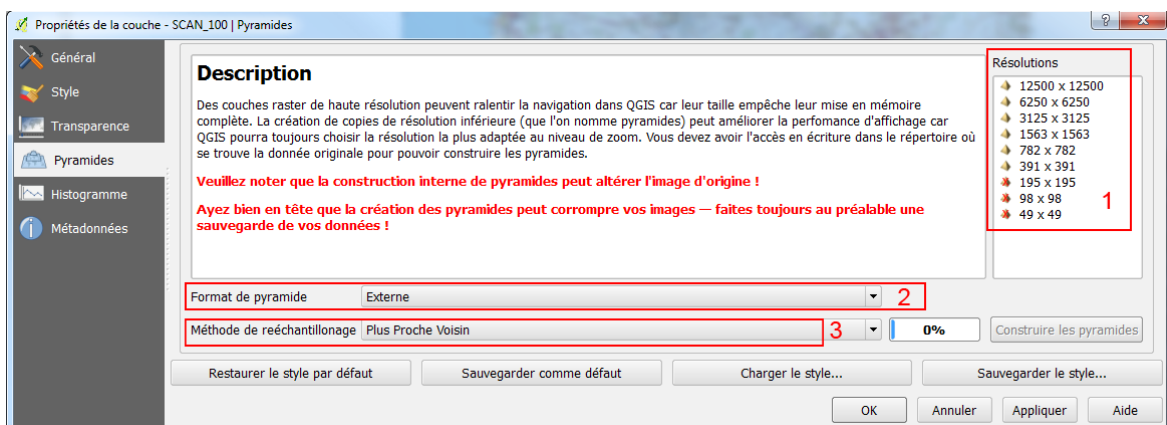 Propriétés de la couche - SCAN_100 | Pyramides
Général
Style
Transparence
Pyramides
Histogramme
Métadonnées
Description
Des couches raster de haute résolution peuvent ralentir la navigation dans QGIS car leur taille empêche leur mise en mémoire
complète. La création de copies de résolution inférieure (que l'on nomme pyramides) peut améliorer la perfomance d'affichage car
QGIS pourra toujours choisir la résolution la plus adaptée au niveau de zoom. Vous devez avoir l'accès en écriture dans le répertoire où
se trouve la donnée originale pour pouvoir construire les pyramides.
Veuillez noter que la construction interne de pyramides peut altérer l'image d'origine !
Ayez bien en tête que la création des pyramides peut corrompre vos images — faites toujours au préalable une
sauvegarde de vos données !
Résolutions
12500 x 12500
6250 x 6250
3125 x 3125
1563 x 1563
782 x 782
391 x 391
195 x 195
98 x 98
49 x 49
1
Format de pyramide Externe 2
Méthode de reéchantillonage Plus Proche Voisin 3 0% Construire les pyramides
Restaurer le style par défaut Sauvegarder comme défaut Charger le style... Sauvegarder le style...
OK Annuler Appliquer Aide